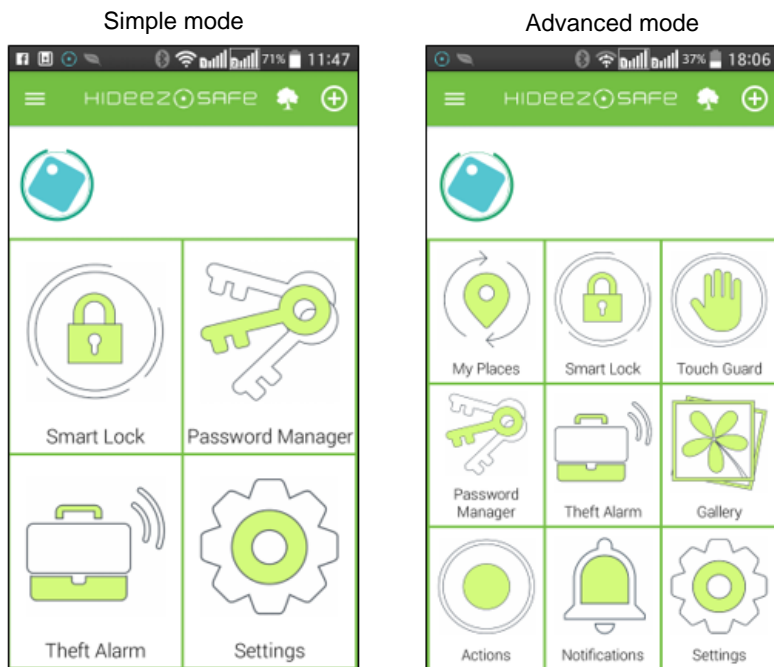 Simple mode
Advanced mode
71% 11:47
37% 18:06
HIDEEZ SAFE
HIDEEZ SAFE
Smart Lock
Password Manager
Theft Alarm
Settings
My Places
Smart Lock
Touch Guard
Password
Manager
Theft Alarm
Gallery
Actions
Notifications
Settings